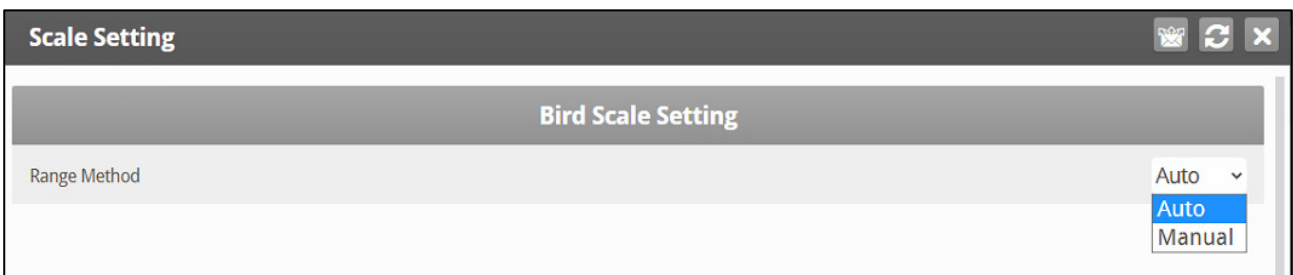 Scale Setting
Bird Scale Setting
Range Method
Auto
Auto
Manual